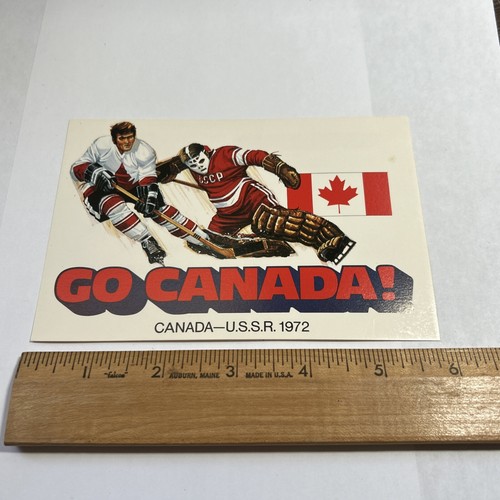 CCCP
GO CANADA!
CANADA—U.S.S.R. 1972
1 2 3 4 5 6
AUBURN, MAINE MADE IN U.S.A.